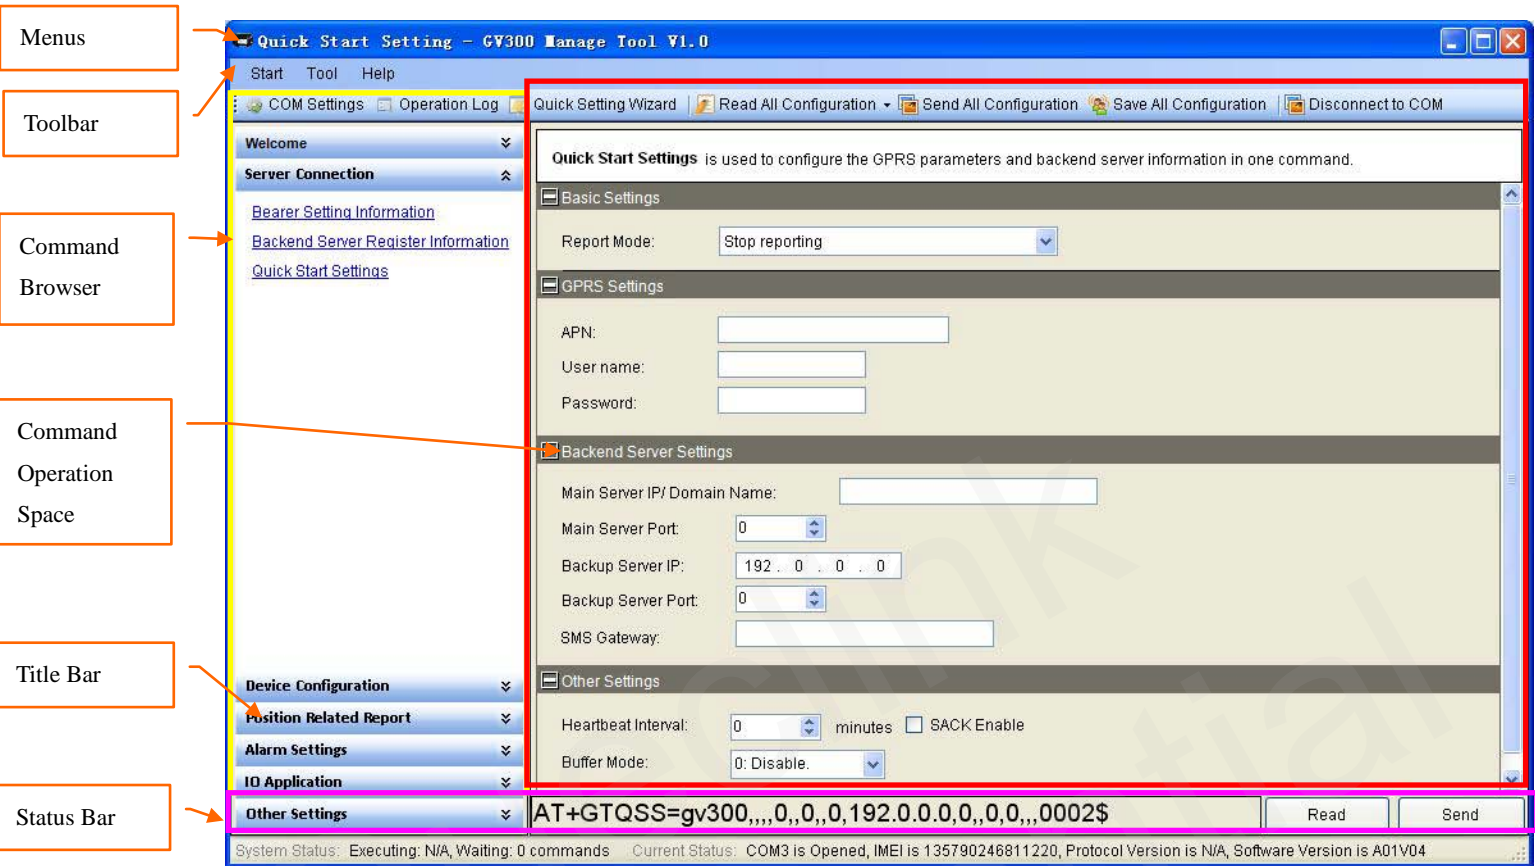 Menus
Toolbar
Command
Browser
Command
Operation
Space
Title Bar
Status Bar
Quick Start Setting - GV300 Manage Tool V1.0
Start Tool Help
COM Settings Operation Log Quick Setting Wizard Read All Configuration Send All Configuration Save All Configuration Disconnect to COM
Welcome
Server Connection
Bearer Setting Information
Backend Server Register Information
Quick Start Settings
Device Configuration
Position Related Report
Alarm Settings
IO Application
Other Settings
Quick Start Settings is used to configure the GPRS parameters and backend server information in one command.
Basic Settings
Report Mode: Stop reporting
GPRS Settings
APN:
User name:
Password:
Backend Server Settings
Main Server IP/ Domain Name:
Main Server Port: 0
Backup Server IP: 192 . 0 . 0 . 0
Backup Server Port: 0
SMS Gateway:
Other Settings
Heartbeat Interval: 0 minutes SACK Enable
Buffer Mode: 0: Disable.
AT+GTQSS=gv300,,,,0,,0,,0,192.0.0.0,0,,0,0,,,0002$ Read Send
System Status: Executing: N/A, Waiting: 0 commands Current Status: COM3 is Opened, IMEI is 135790246811220, Protocol Version is N/A, Software Version is A01V04